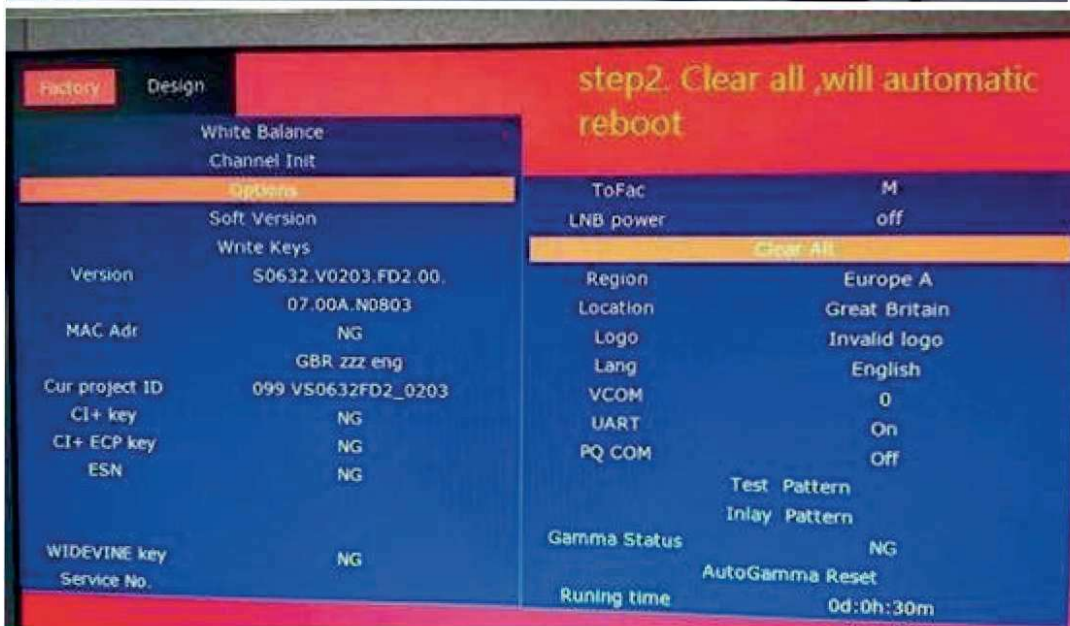 step2. Clear all ,will automatic
reboot
Factory Design
White Balance
Channel Init
Options
Soft Version
Write Keys
Version S0632.V0203.FD2.00.
07.00A.N0803
MAC Adr NG
GBR zzz eng
Cur project ID 099 VS0632FD2_0203
CI+ key NG
CI+ ECP key NG
ESN NG
WIDEVINE key NG
Service No.
ToFac M
LNB power off
Clear All
Region Europe A
Location Great Britain
Logo Invalid logo
Lang English
VCOM 0
UART On
PQ COM Off
Test Pattern
Inlay Pattern
Gamma Status NG
AutoGamma Reset
Runing time 0d:0h:30m